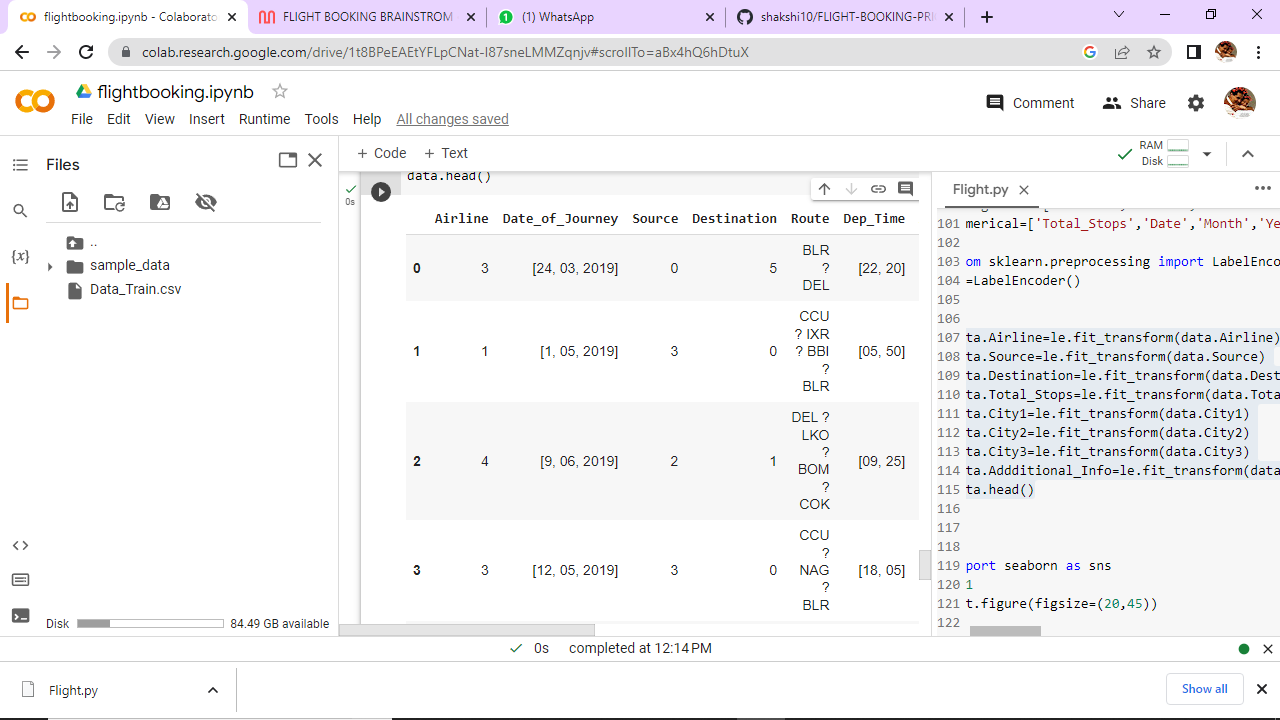 flightbooking.ipynb - Colaborato
FLIGHT BOOKING BRAINSTROM
(1) WhatsApp
shakshi10/FLIGHT-BOOKING-PRI
colab.research.google.com/drive/1t8BPeEAEtYFLpCNat-I87sneLMMZqnjv#scrollTo=aBx4hQ6hDtuX
flightbooking.ipynb
File Edit View Insert Runtime Tools Help All changes saved
Comment
Share
Files
+ Code + Text
RAM
Disk
..
sample_data
Data_Train.csv
Disk 84.49 GB available
0s
data.head()
Airline Date_of_Journey Source Destination Route Dep_Time
0 3 [24, 03, 2019] 0 5 BLR ? DEL [22, 20]
1 1 [1, 05, 2019] 3 0 CCU ? IXR ? BBI ? BLR [05, 50]
2 4 [9, 06, 2019] 2 1 DEL ? LKO ? BOM ? COK [09, 25]
3 3 [12, 05, 2019] 3 0 CCU ? NAG ? BLR [18, 05]
Flight.py
101 merical=['Total_Stops','Date','Month','Ye
102
103 om sklearn.preprocessing import LabelEnco
104 =LabelEncoder()
105
106
107 ta.Airline=le.fit_transform(data.Airline)
108 ta.Source=le.fit_transform(data.Source)
109 ta.Destination=le.fit_transform(data.Dest
110 ta.Total_Stops=le.fit_transform(data.Tota
111 ta.City1=le.fit_transform(data.City1)
112 ta.City2=le.fit_transform(data.City2)
113 ta.City3=le.fit_transform(data.City3)
114 ta.Addditional_Info=le.fit_transform(data
115 ta.head()
116
117
118
119 port seaborn as sns
120 1
121 t.figure(figsize=(20,45))
122
0s completed at 12:14 PM
Flight.py
Show all